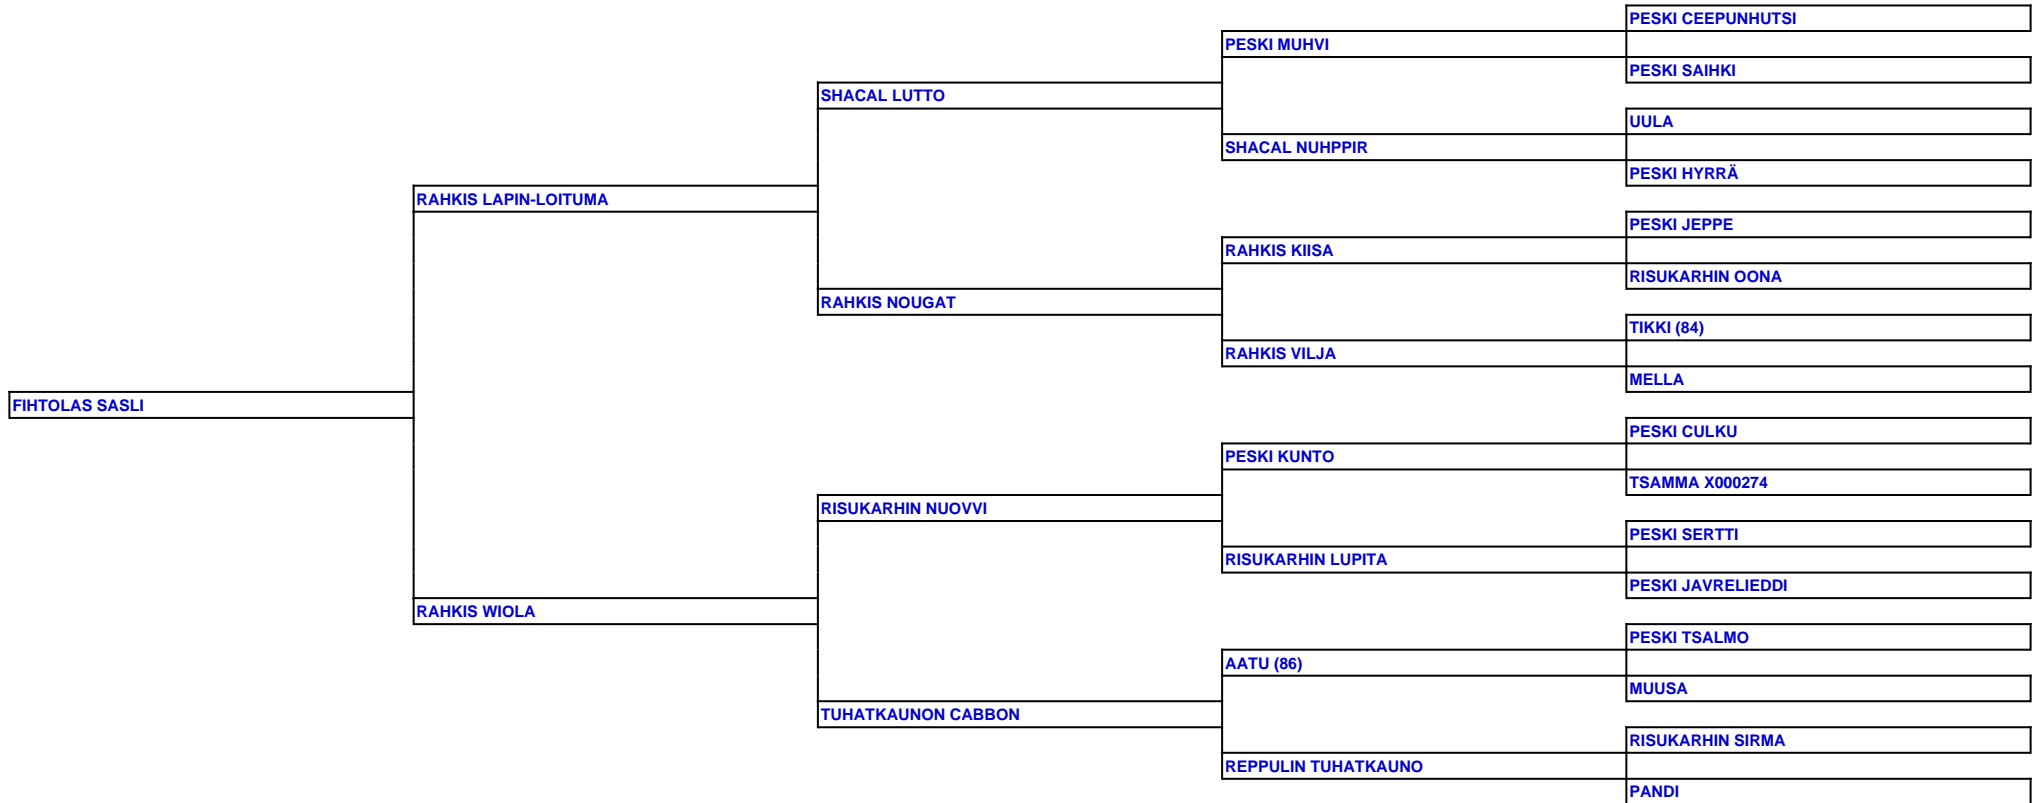 PESKI CEEPUNHUTSI
PESKI MUHVI
PESKI SAIHKI
SHACAL LUTTO
UULA
SHACAL NUHPPIR
PESKI HYRRÄ
RAHKIS LAPIN-LOITUMA
PESKI JEPPE
RAHKIS KIISA
RISUKARHIN OONA
RAHKIS NOUGAT
TIKKI (84)
RAHKIS VILJA
MELLA
FIHTOLAS SASLI
PESKI CULKU
PESKI KUNTO
TSAMMA X000274
RISUKARHIN NUOVVI
PESKI SERTTI
RISUKARHIN LUPITA
PESKI JAVRELIEDDI
RAHKIS WIOLA
PESKI TSALMO
AATU (86)
MUUSA
TUHATKAUNON CABBON
RISUKARHIN SIRMA
REPPULIN TUHATKAUNO
PANDI